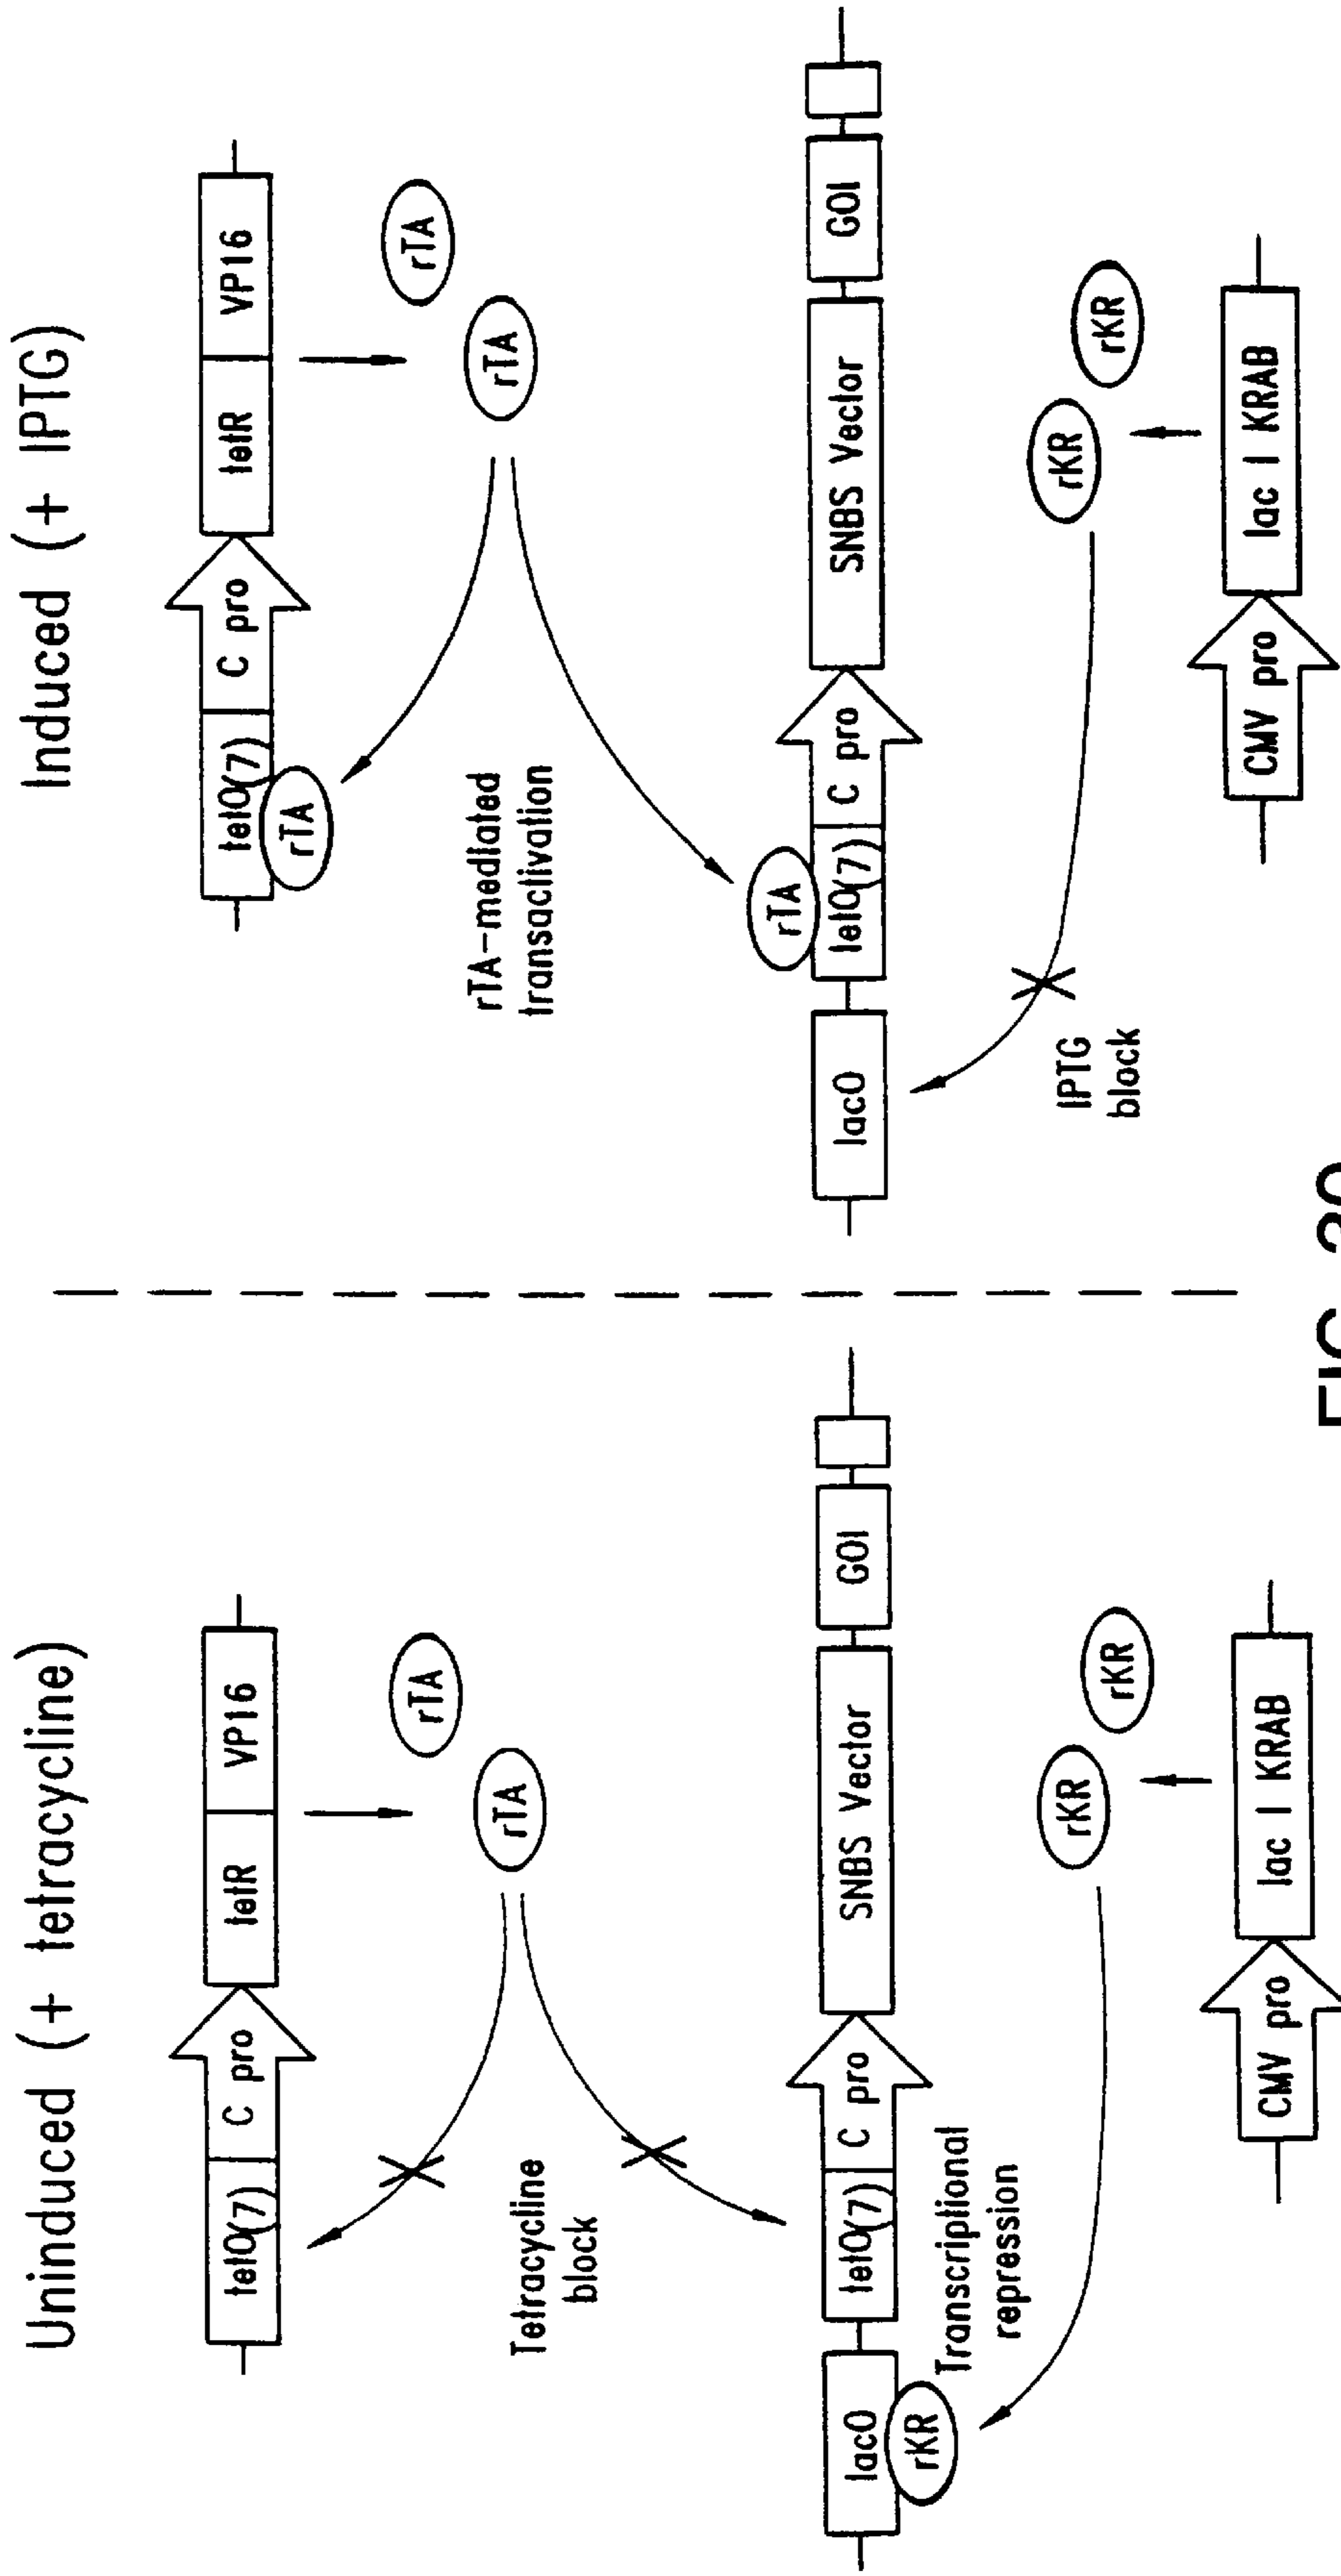 Uninduced (+ tetracycline)
tetO(7)
C pro
tetR
VP16
rTA
rTA
Tetracycline
block
lacO
rKR
tetO(7)
C pro
SNBS Vector
GOI
Transcriptional
repression
rKR
rKR
CMV pro
lac I KRAB
Induced (+ IPTG)
tetO(7)
rTA
C pro
tetR
VP16
rTA
rTA
rTA-mediated
transactivation
lacO
rTA
tetO(7)
C pro
SNBS Vector
GOI
IPTG
block
rKR
rKR
CMV pro
lac I KRAB
FIG.